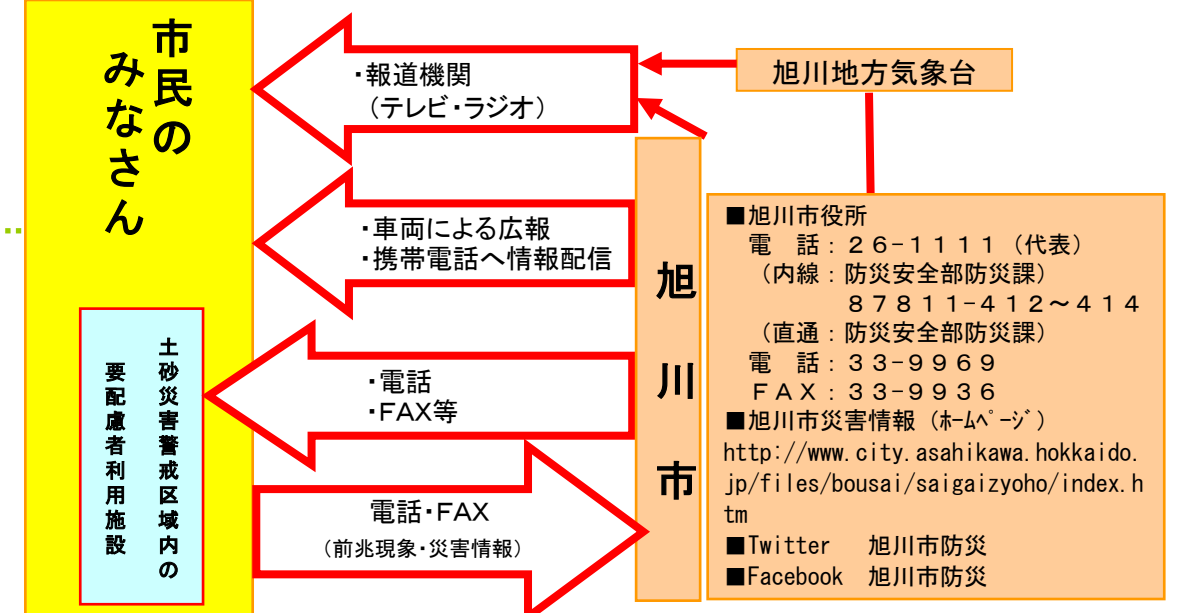 市民の
みなさん
土砂災害警戒区域内の
要配慮者利用施設
・報道機関
（テレビ・ラジオ）
・車両による広報
・携帯電話へ情報配信
・電話
・FAX等
電話・FAX
（前兆現象・災害情報）
旭川市
旭川地方気象台
■旭川市役所
電　話：２６−１１１１（代表）
（内線：防災安全部防災課）
８７８１１−４１２～４１４
（直通：防災安全部防災課）
電　話：３３−９９６９
ＦＡＸ：３３−９９３６
■旭川市災害情報（ﾎｰﾑﾍﾟｰｼﾞ）
http://www.city.asahikawa.hokkaido.
jp/files/bousai/saigaizyoho/index.h
tm
■Twitter　旭川市防災
■Facebook　旭川市防災